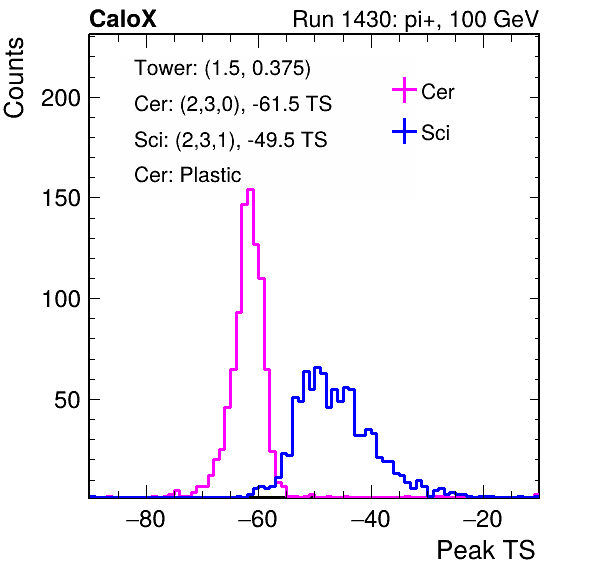 CaloX Run 1430: pi+, 100 GeV
Counts
Tower: (1.5, 0.375)
Cer: (2,3,0), -61.5 TS
Sci: (2,3,1), -49.5 TS
Cer: Plastic
Cer
Sci
200
150
100
50
−80 −60 −40 −20
Peak TS